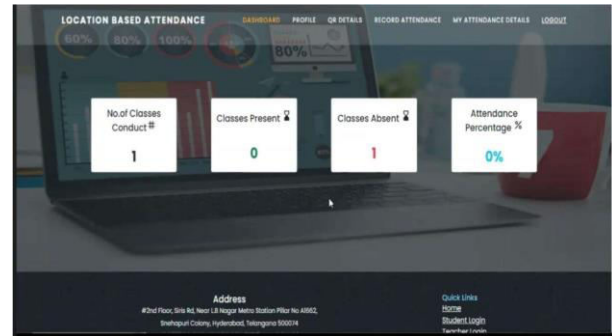 LOCATION BASED ATTENDANCE
DASHBOARD PROFILE QR DETAILS RECORD ATTENDANCE MY ATTENDANCE DETAILS LOGOUT
60% 80% 100%
80%
No.of Classes
Conduct #
1
Classes Present
0
Classes Absent
1
Attendance
Percentage %
0%
Address
#2nd Floor, Siris Rd, Near LB Nagar Metro Station Pillar No A1662,
Snehapuri Colony, Hyderabad, Telangana 500074
Quick Links
Home
Student Login
Teacher Login